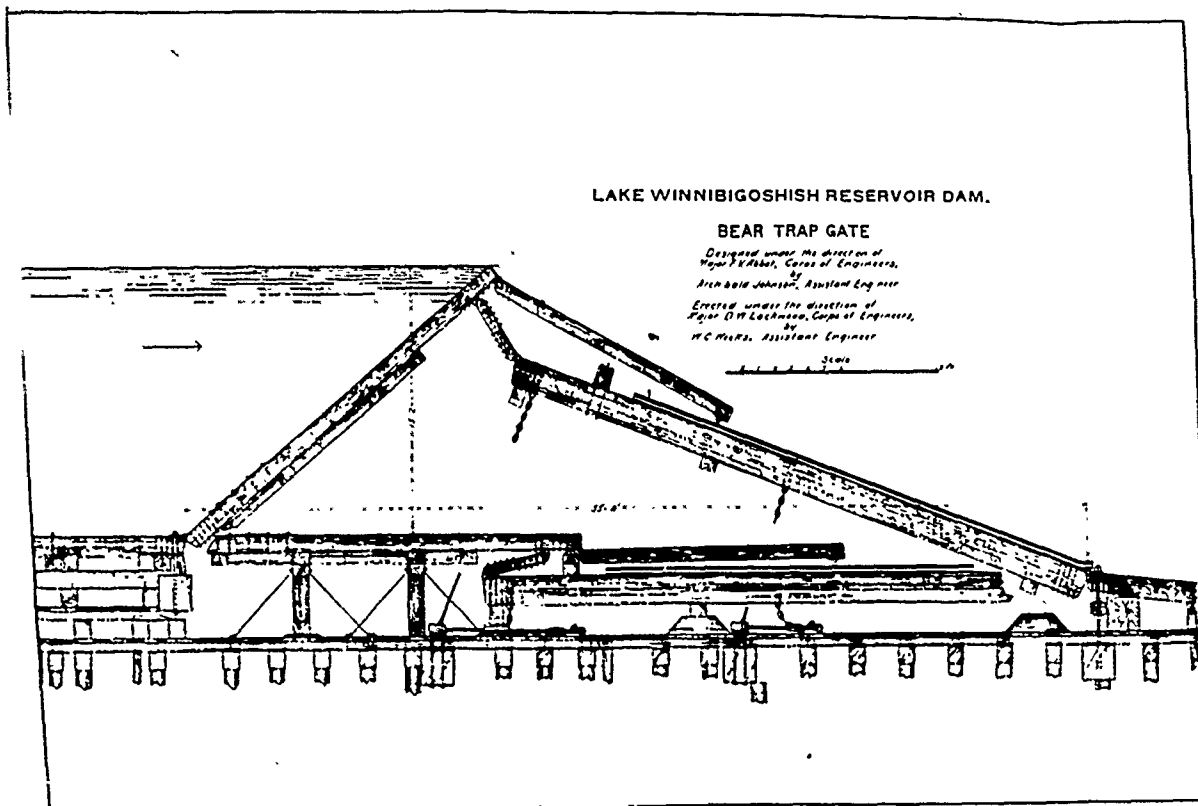 LAKE WINNIBIGOSHISH RESERVOIR DAM.
BEAR TRAP GATE
Designed under the direction of
Major Abbot, Corps of Engineers,
by
Archibald Johnson, Assistant Engineer
Erected under the direction of
Major D.W. Lockwood, Corps of Engineers,
by
W.C. Weeks, Assistant Engineer
Scale